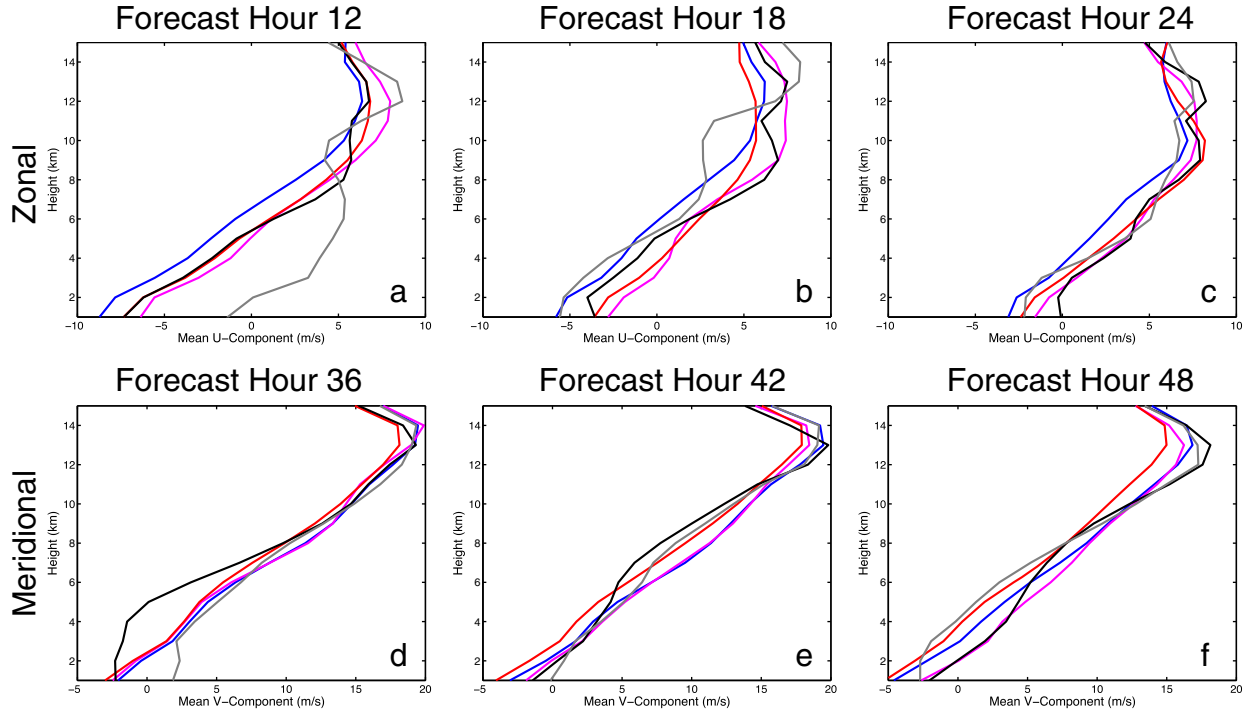 Forecast Hour 12
Forecast Hour 18
Forecast Hour 24
Zonal
Height (km)
14
12
10
8
6
4
2
a
-10
-5
0
5
10
Mean U-Component (m/s)
Height (km)
14
12
10
8
6
4
2
b
-10
-5
0
5
10
Mean U-Component (m/s)
Height (km)
14
12
10
8
6
4
2
c
-10
-5
0
5
10
Mean U-Component (m/s)
Forecast Hour 36
Forecast Hour 42
Forecast Hour 48
Meridional
Height (km)
14
12
10
8
6
4
2
d
-5
0
5
10
15
20
Mean V-Component (m/s)
Height (km)
14
12
10
8
6
4
2
e
-5
0
5
10
15
20
Mean V-Component (m/s)
Height (km)
14
12
10
8
6
4
2
f
-5
0
5
10
15
20
Mean V-Component (m/s)